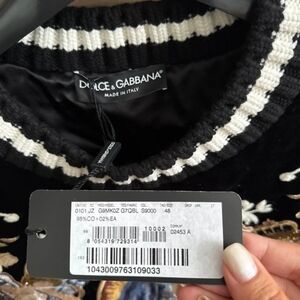 DOLCE & GABBANA
MADE IN ITALY
0101 JZ G9MK0Z G7QBL S9000 48
98%CO+02%EA
10002
D2453 A
8 054319 729314
1043009763109033